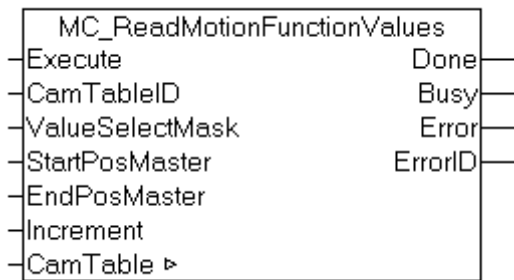 MC_ReadMotionFunctionValues
Execute Done
CamTableID Busy
ValueSelectMask Error
StartPosMaster ErrorID
EndPosMaster
Increment
CamTable ▷